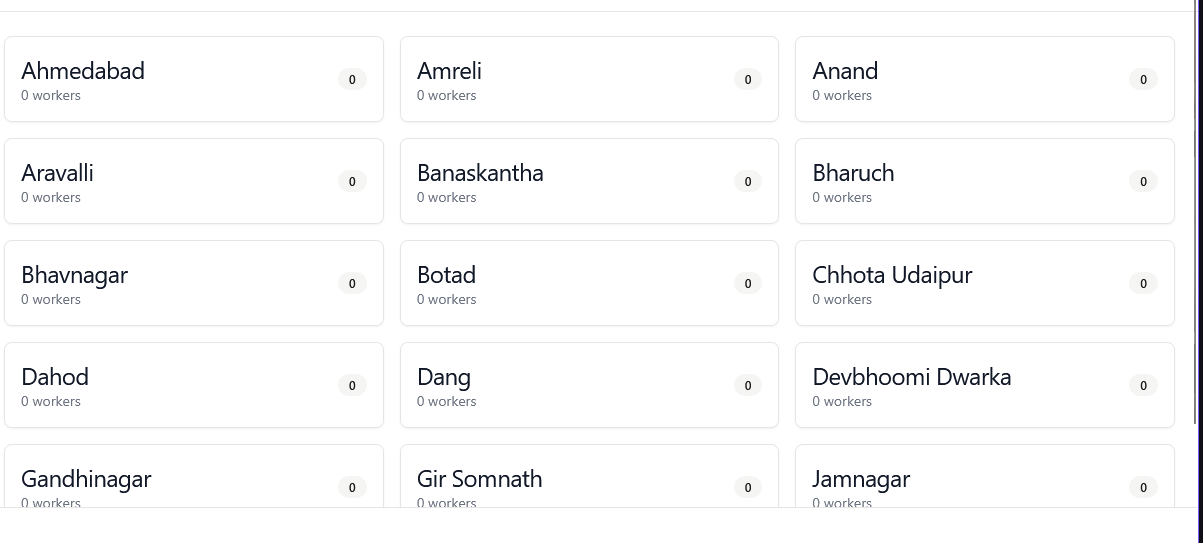 Ahmedabad
0 workers
0
Amreli
0 workers
0
Anand
0 workers
0
Aravalli
0 workers
0
Banaskantha
0 workers
0
Bharuch
0 workers
0
Bhavnagar
0 workers
0
Botad
0 workers
0
Chhota Udaipur
0 workers
0
Dahod
0 workers
0
Dang
0 workers
0
Devbhoomi Dwarka
0 workers
0
Gandhinagar
0 workers
0
Gir Somnath
0 workers
0
Jamnagar
0 workers
0